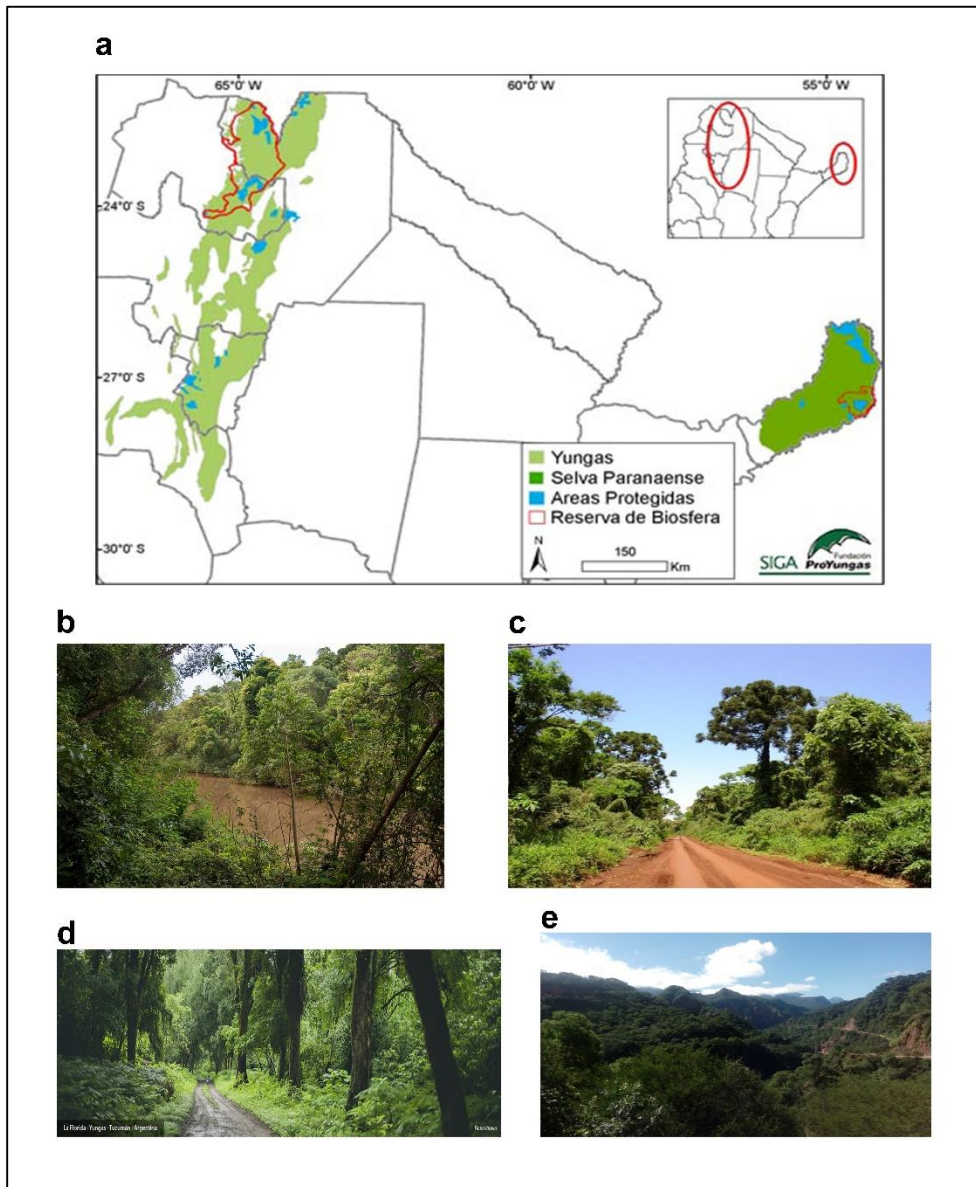 a
65°0' W 60°0' W 55°0' W
24°0' S
27°0' S
30°0' S
Yungas
Selva Paranaense
Areas Protegidas
Reserva de Biosfera
N
150
Km
SIGA
Fundación
ProYungas
b
c
d
La Florida - Yungas - Tucumán - Argentina
e